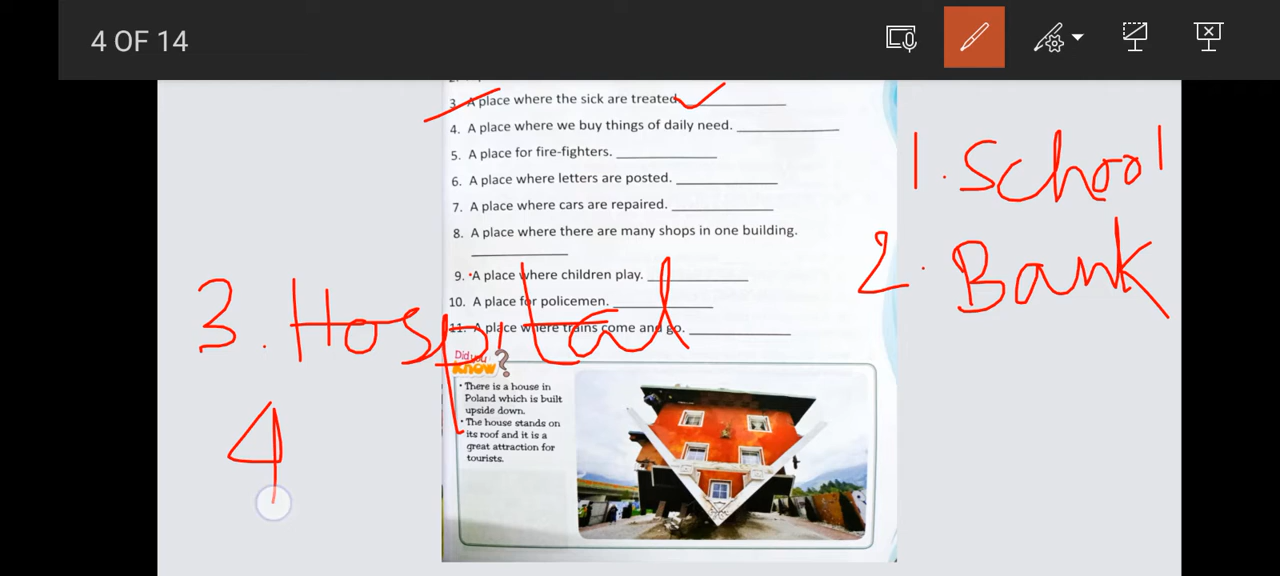 4 OF 14
3. A place where the sick are treated
4. A place where we buy things of daily need.
5. A place for fire-fighters.
6. A place where letters are posted.
7. A place where cars are repaired.
8. A place where there are many shops in one building.
9. A place where children play.
10. A place for policemen.
11. A place where trains come and go.
Did you
know?
• There is a house in
Poland which is built
upside down.
• The house stands on
its roof and it is a
great attraction for
tourists.
1. School
2. Bank
3. Hospital
4